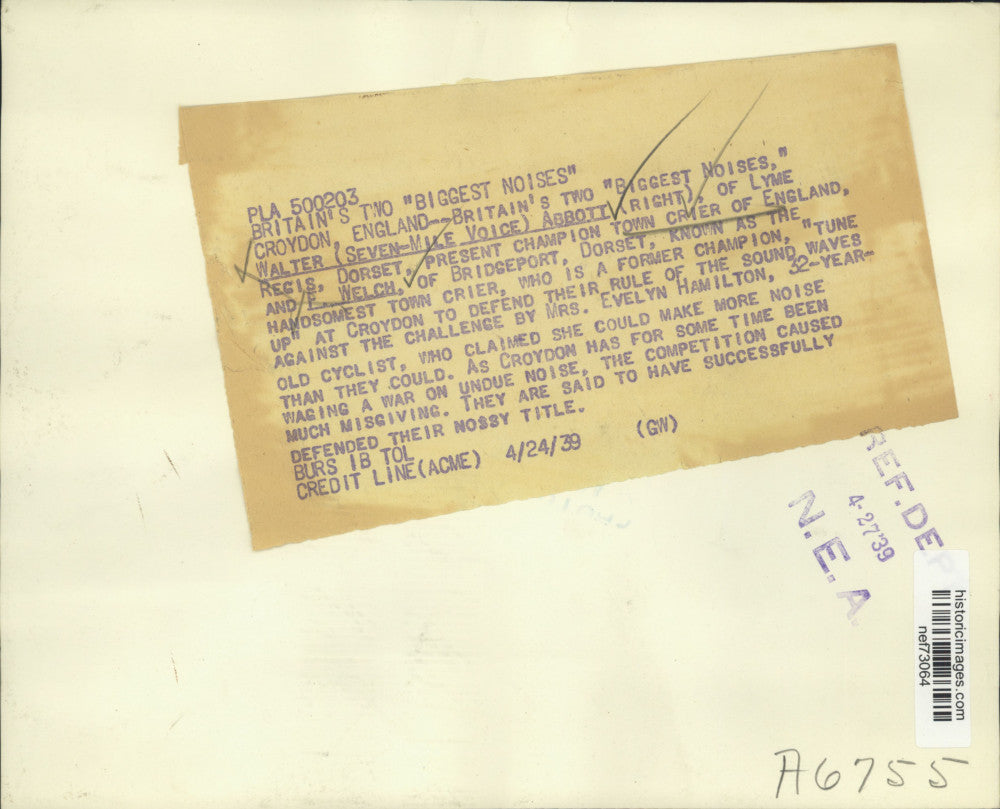 PLA 500203
BRITAIN'S TWO "BIGGEST NOISES"
CROYDON, ENGLAND--BRITAIN'S TWO "BIGGEST NOISES,"
WALTER (SEVEN-MILE VOICE) ABBOTT (RIGHT), OF LYME
REGIS, DORSET, PRESENT CHAMPION TOWN CRIER OF ENGLAND,
AND F. WELCH, OF BRIDGEPORT, DORSET, KNOWN AS THE
HANDSOMEST TOWN CRIER, WHO IS A FORMER CHAMPION, "TUNE
UP" AT CROYDON TO DEFEND THEIR RULE OF THE SOUND WAVES
AGAINST THE CHALLENGE BY MRS. EVELYN HAMILTON, 32-YEAR-
OLD CYCLIST, WHO CLAIMED SHE COULD MAKE MORE NOISE
THAN THEY COULD. AS CROYDON HAS FOR SOME TIME BEEN
WAGING A WAR ON UNDUE NOISE, THE COMPETITION CAUSED
MUCH MISGIVING. THEY ARE SAID TO HAVE SUCCESSFULLY
DEFENDED THEIR NOSSY TITLE.
BURS IB TOL (GW)
CREDIT LINE(ACME) 4/24/39
REF. DEP
4-27'39
N.E.A.
historicimages.com
nef73064
A6755